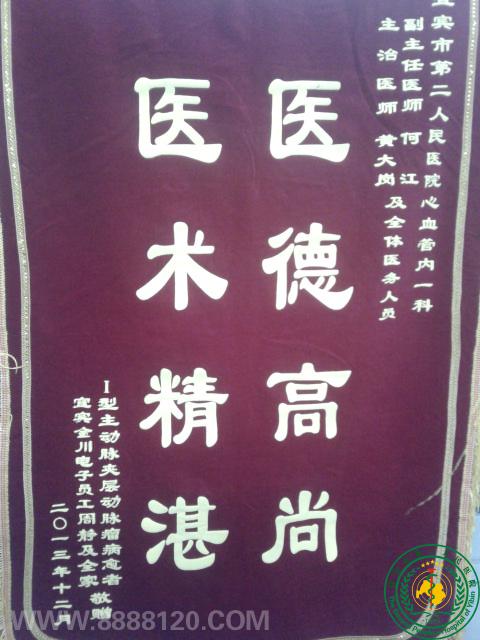 宜宾市第二人民医院心血管内一科
副主任医师 何江
主治医师 黄大岗 及全体医务人员
医德高尚
医术精湛
I型主动脉夹层动脉瘤病愈者
宜宾金川电子员工周静及全家 敬赠
二〇一三年十二月
WWW.8888120.COM
Hospital of Yibin